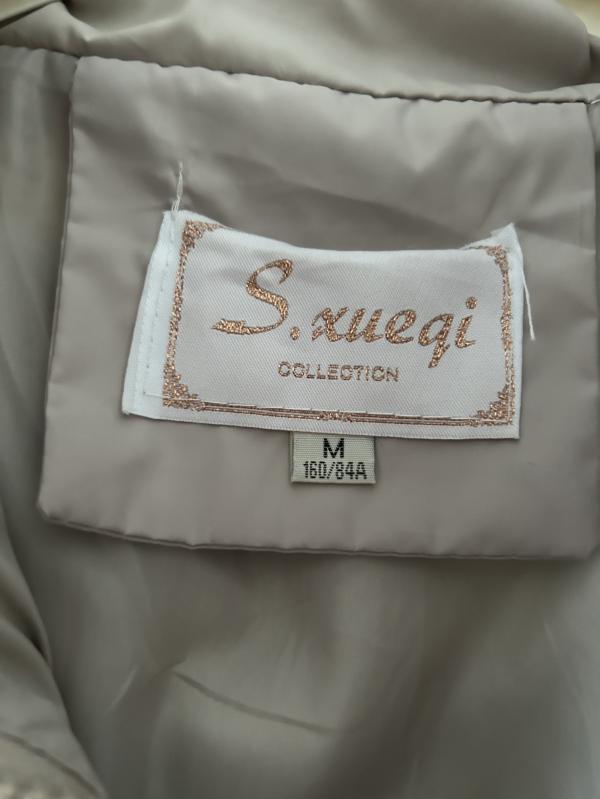 S.xueqi
COLLECTION
M
160/84A